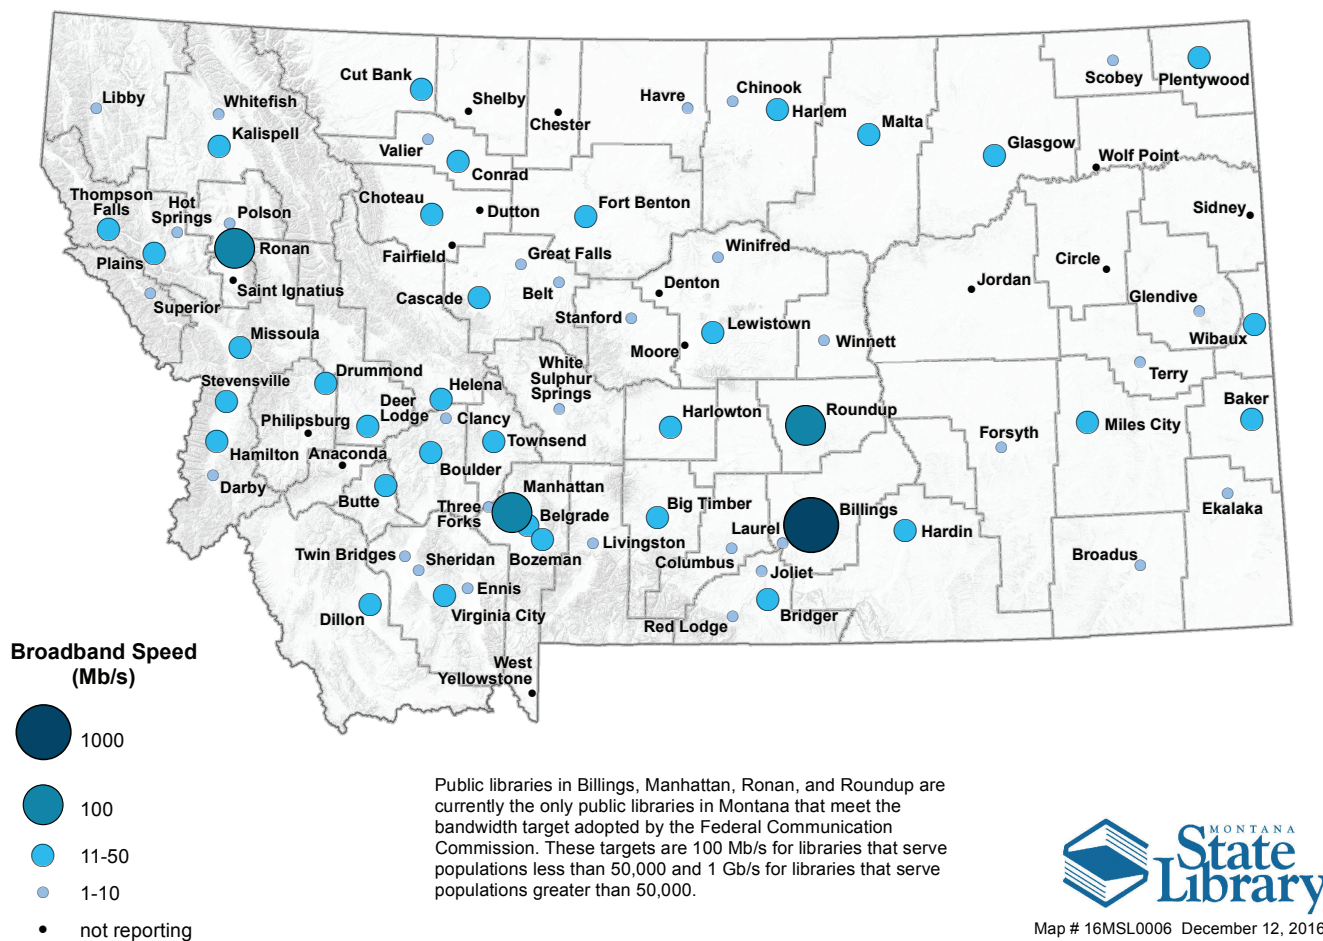 Cut Bank
Shelby
Chester
Havre
Chinook
Harlem
Malta
Glasgow
Scobey
Plentywood
Libby
Whitefish
Kalispell
Valier
Conrad
Wolf Point
Thompson
Falls
Hot
Springs
Polson
Choteau
Dutton
Fort Benton
Sidney
Plains
Ronan
Fairfield
Great Falls
Winifred
Circle
Saint Ignatius
Superior
Cascade
Belt
Denton
Jordan
Glendive
Missoula
Stanford
Lewistown
Moore
Winnett
Wibaux
Terry
Stevensville
Drummond
Helena
White
Sulphur
Springs
Philipsburg
Deer
Lodge
Clancy
Harlowton
Roundup
Miles City
Baker
Hamilton
Anaconda
Townsend
Boulder
Forsyth
Darby
Butte
Manhattan
Three
Forks
Belgrade
Big Timber
Billings
Ekalaka
Laurel
Hardin
Twin Bridges
Sheridan
Bozeman
Livingston
Columbus
Broadus
Ennis
Joliet
Dillon
Virginia City
Bridger
Red Lodge
West
Yellowstone
Broadband Speed
(Mb/s)
1000
100
11-50
1-10
not reporting
Public libraries in Billings, Manhattan, Ronan, and Roundup are
currently the only public libraries in Montana that meet the
bandwidth target adopted by the Federal Communication
Commission. These targets are 100 Mb/s for libraries that serve
populations less than 50,000 and 1 Gb/s for libraries that serve
populations greater than 50,000.
MONTANA
State
Library
Map # 16MSL0006 December 12, 2016